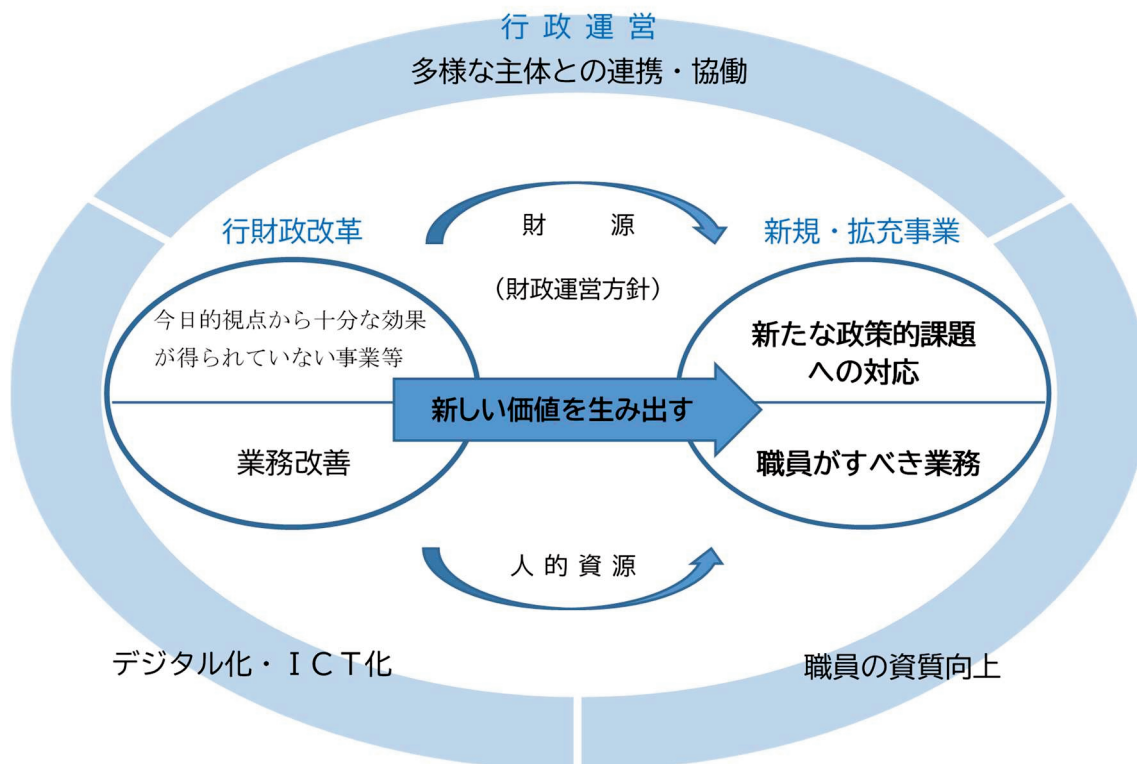 行政運営
多様な主体との連携・協働
行財政改革
財　源
新規・拡充事業
（財政運営方針）
今日的視点から十分な効果
が得られていない事業等
新たな政策的課題
への対応
新しい価値を生み出す
業務改善
職員がすべき業務
人的資源
デジタル化・ＩＣＴ化
職員の資質向上